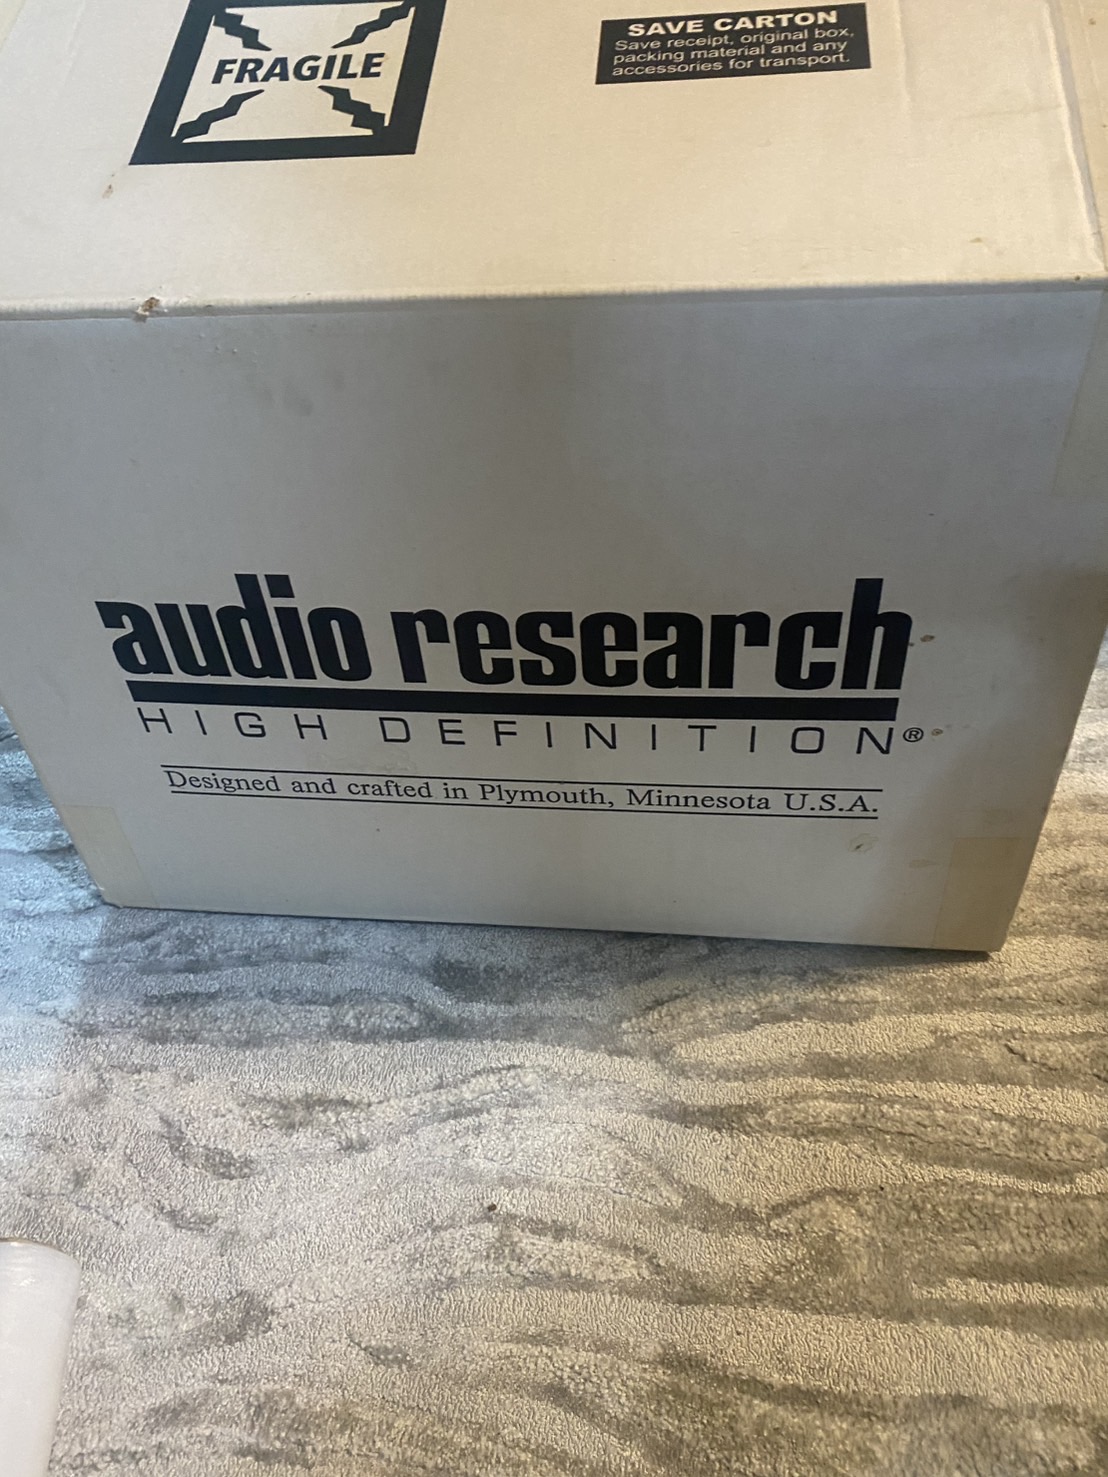 FRAGILE
SAVE CARTON
Save receipt, original box,
packing material and any
accessories for transport.
audio research
HIGH DEFINITION®
Designed and crafted in Plymouth, Minnesota U.S.A.